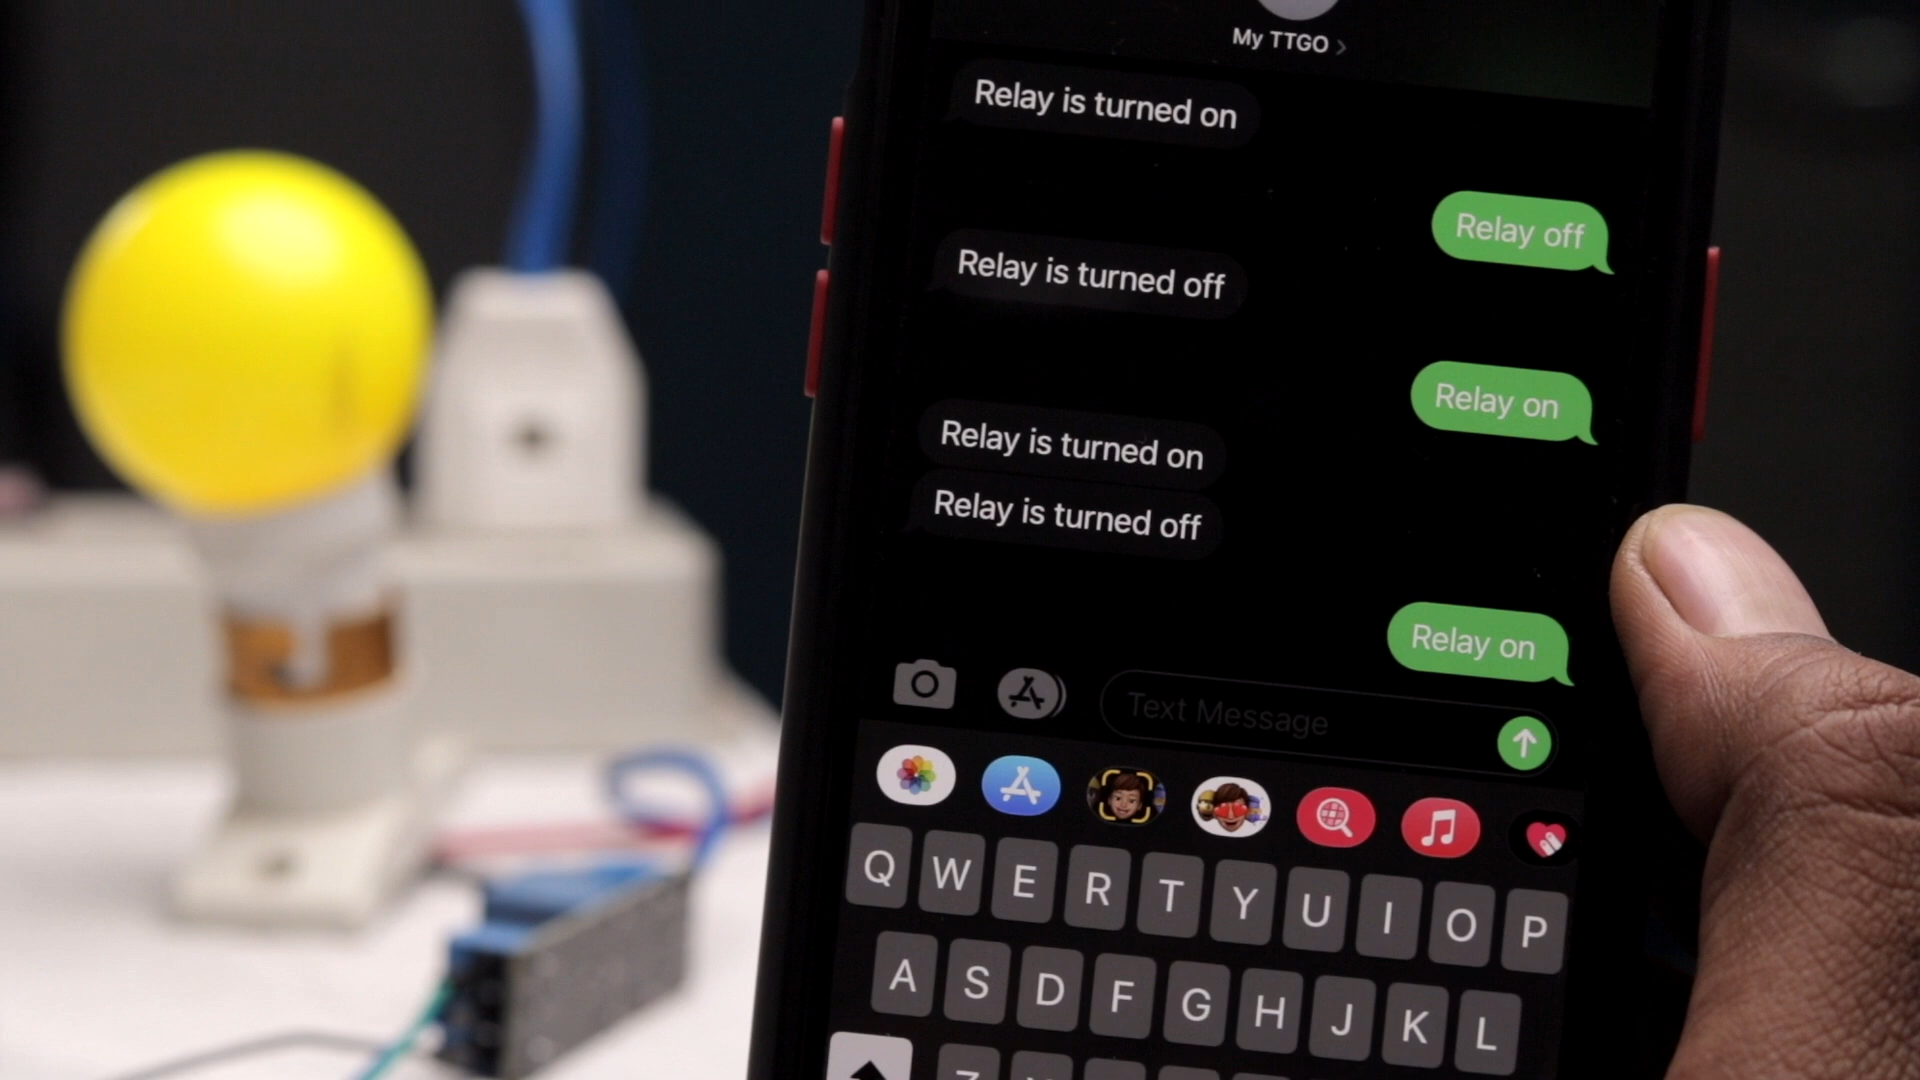 My TTGO >
Relay is turned on
Relay off
Relay is turned off
Relay on
Relay is turned on
Relay is turned off
Relay on
Text Message
Q W E R T Y U I O P
A S D F G H J K L
Z